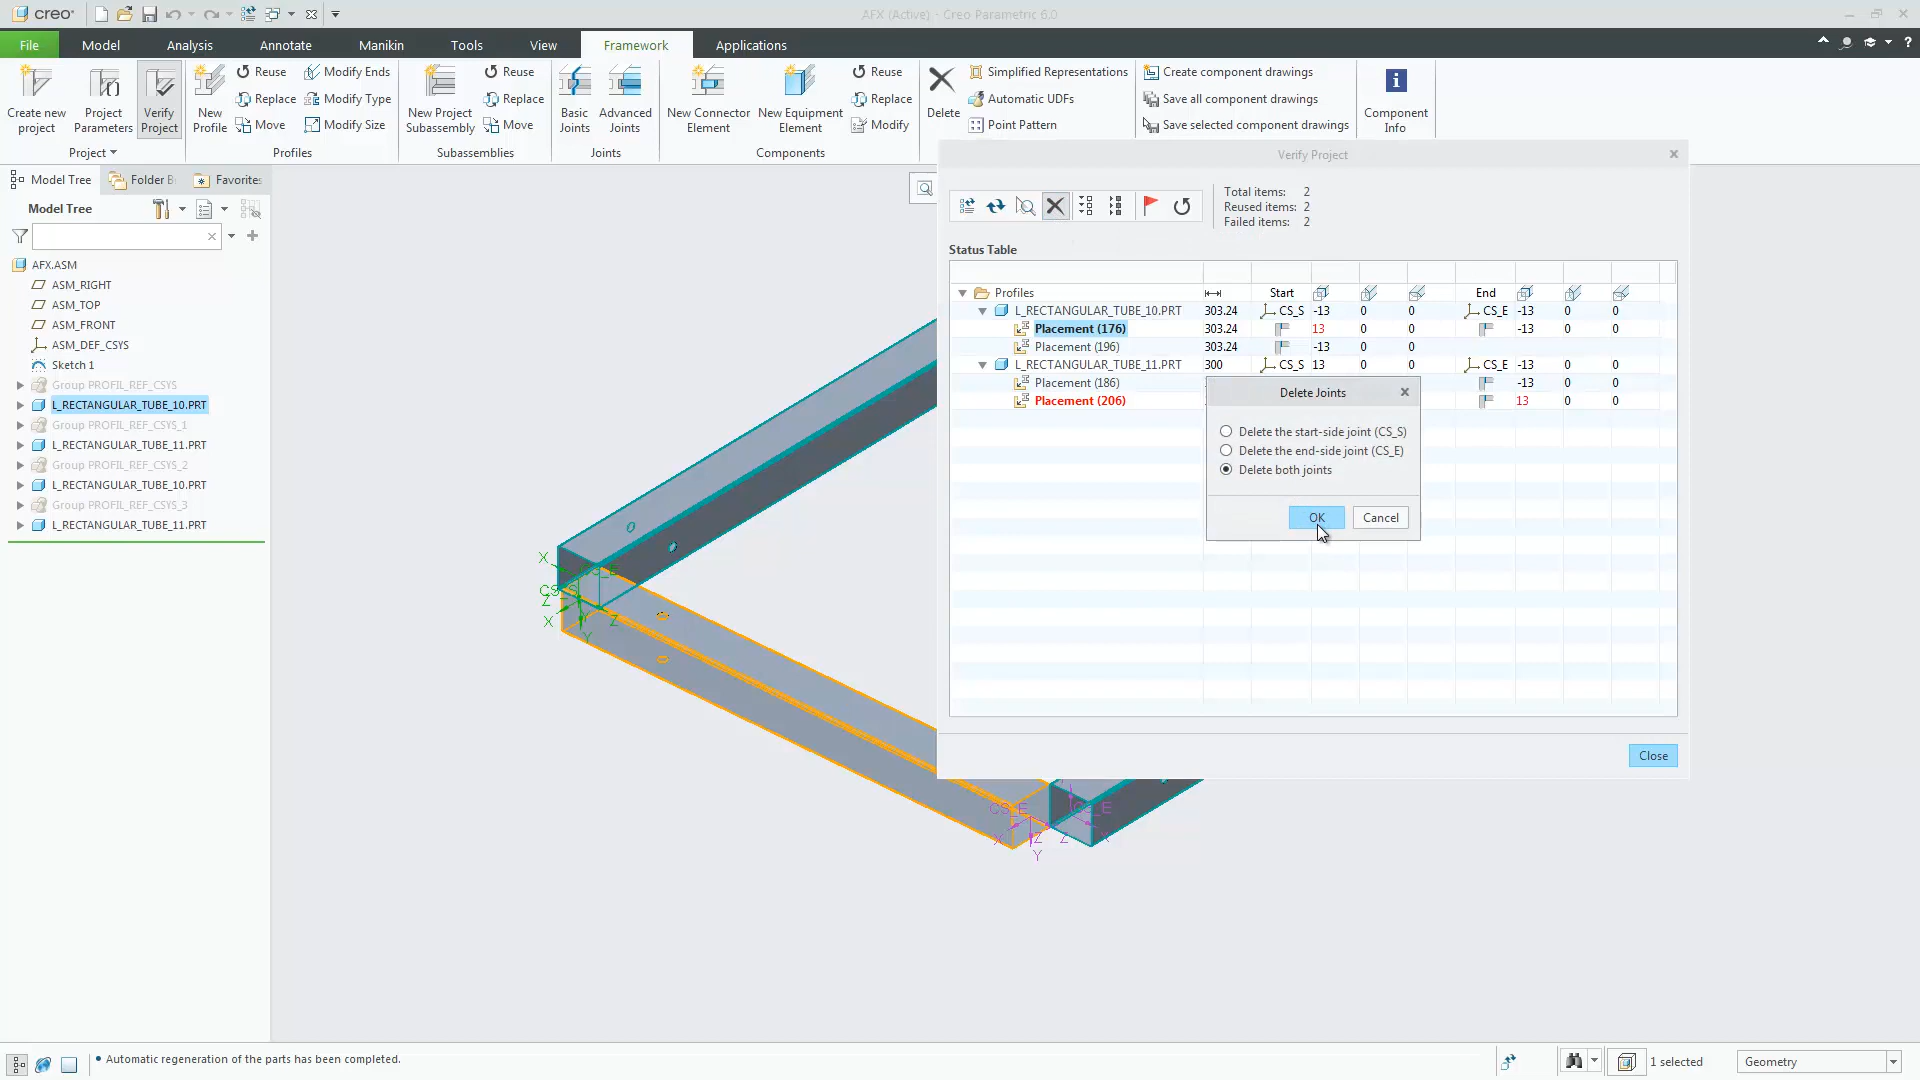 creo
AFX (Active) - Creo Parametric 6.0
File Model Analysis Annotate Manikin Tools View Framework Applications
Create new project
Project Parameters
Verify Project
Project
New Profile
Reuse
Replace
Move
Modify Ends
Modify Type
Modify Size
Profiles
New Project Subassembly
Reuse
Replace
Move
Subassemblies
Basic Joints
Advanced Joints
Joints
New Connector Element
New Equipment Element
Reuse
Replace
Modify
Components
Delete
Simplified Representations
Automatic UDFs
Point Pattern
Create component drawings
Save all component drawings
Save selected component drawings
Component Info
Model Tree Folder B Favorites
Model Tree
AFX.ASM
ASM_RIGHT
ASM_TOP
ASM_FRONT
ASM_DEF_CSYS
Sketch 1
Group PROFIL_REF_CSYS
L_RECTANGULAR_TUBE_10.PRT
Group PROFIL_REF_CSYS_1
L_RECTANGULAR_TUBE_11.PRT
Group PROFIL_REF_CSYS_2
L_RECTANGULAR_TUBE_10.PRT
Group PROFIL_REF_CSYS_3
L_RECTANGULAR_TUBE_11.PRT
Verify Project
Total items: 2
Reused items: 2
Failed items: 2
Status Table
Profiles Start End
L_RECTANGULAR_TUBE_10.PRT 303.24 CS_S -13 0 0 CS_E -13 0 0
Placement (176) 303.24 13 0 0 -13 0 0
Placement (196) 303.24 -13 0 0
L_RECTANGULAR_TUBE_11.PRT 300 CS_S 13 0 0 CS_E -13 0 0
Placement (186) -13 0 0
Placement (206) 13 0 0
Delete Joints
Delete the start-side joint (CS_S)
Delete the end-side joint (CS_E)
Delete both joints
OK Cancel
Close
X
CS_E
CS_S
Z
X
Z
Y
CS_E
CS_E
X
Z
Z
X
Y
Automatic regeneration of the parts has been completed.
1 selected
Geometry